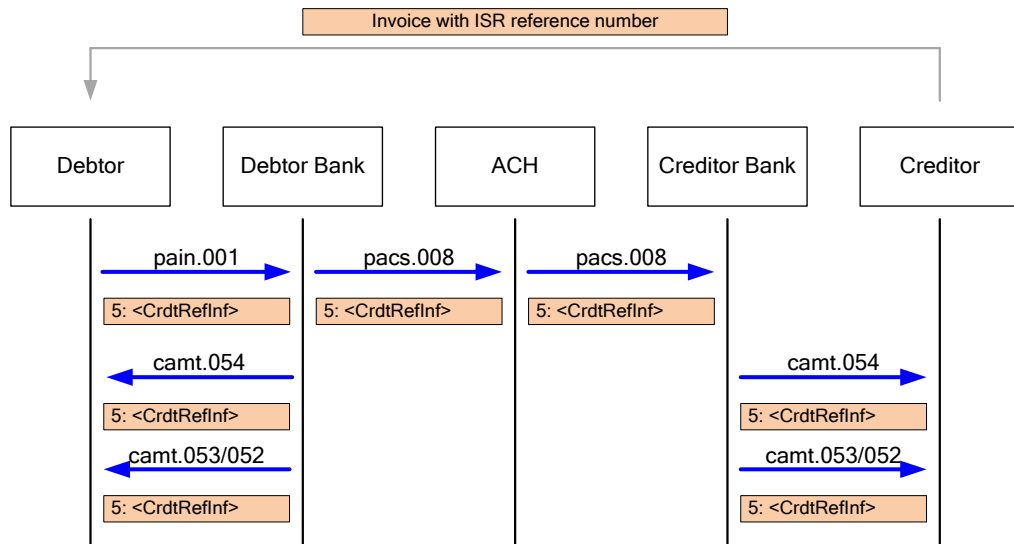 Invoice with ISR reference number
Debtor
Debtor Bank
ACH
Creditor Bank
Creditor
pain.001
pacs.008
pacs.008
5: <CrdtRefInf>
5: <CrdtRefInf>
5: <CrdtRefInf>
camt.054
camt.054
5: <CrdtRefInf>
5: <CrdtRefInf>
camt.053/052
camt.053/052
5: <CrdtRefInf>
5: <CrdtRefInf>